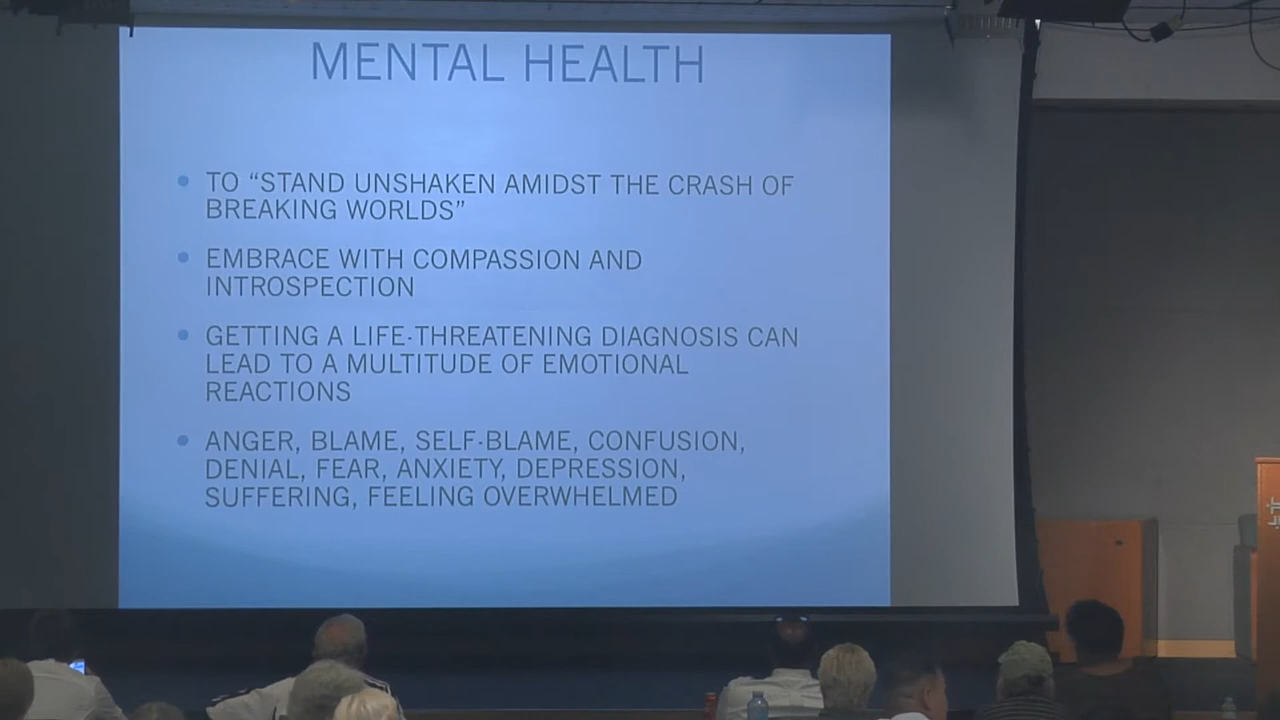 MENTAL HEALTH
TO “STAND UNSHAKEN AMIDST THE CRASH OF
BREAKING WORLDS”
EMBRACE WITH COMPASSION AND
INTROSPECTION
GETTING A LIFE-THREATENING DIAGNOSIS CAN
LEAD TO A MULTITUDE OF EMOTIONAL
REACTIONS
ANGER, BLAME, SELF-BLAME, CONFUSION,
DENIAL, FEAR, ANXIETY, DEPRESSION,
SUFFERING, FEELING OVERWHELMED